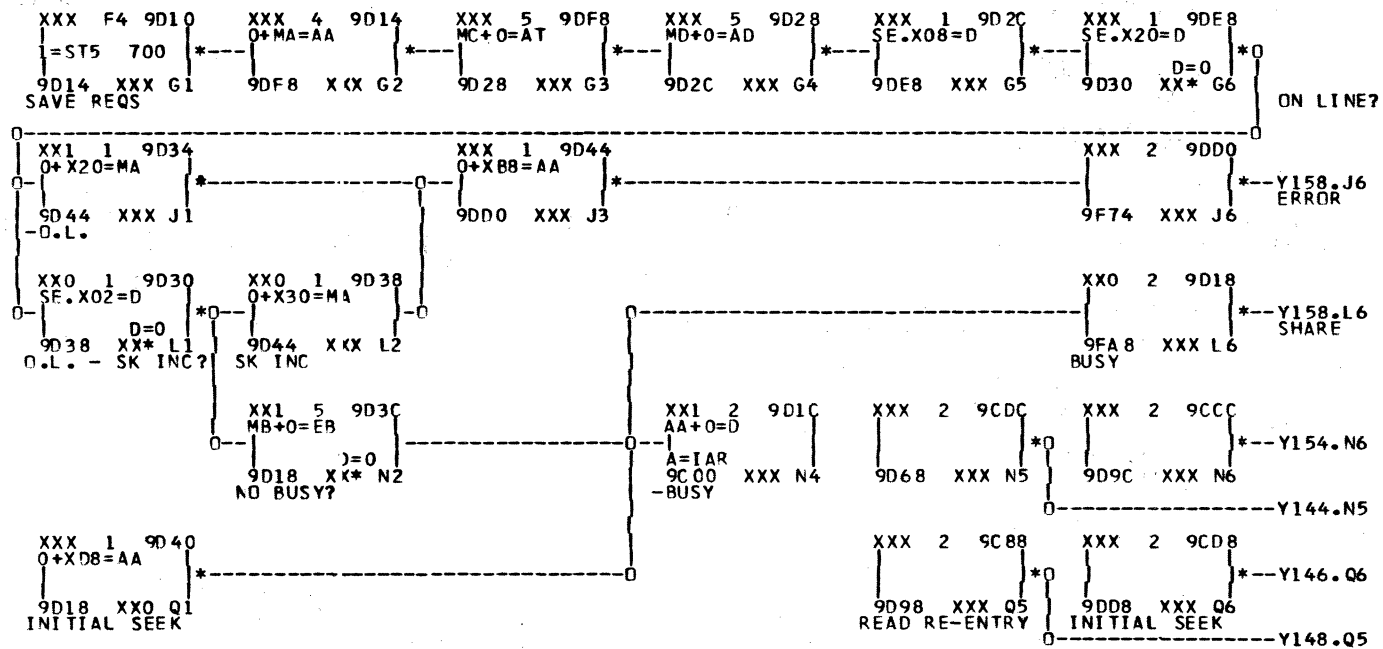 XXX F4 9D10 XXX 4 9D14 XXX 5 9DF8 XXX 5 9D28 XXX 1 9D2C XXX 1 9DE8
0+MA=AA MC+0=AT MD+0=AD SE.X08=D SE.X20=D
1=ST5 700 *--- *--- *--- *--- *--- *0
D=0
9D14 XXX G1 9DF8 XXX G2 9D28 XXX G3 9D2C XXX G4 9DE8 XXX G5 9D30 XX* G6
SAVE REQS ON LINE?
XX1 1 9D34 XXX 1 9D44 XXX 2 9DD0
0+X20=MA 0+XB8=AA
* * *--Y158.J6
ERROR
9D44 XXX J1 9DD0 XXX J3 9F74 XXX J6
-O.L.
XX0 1 9D30 XX0 1 9D38 XX0 2 9D18
SE.X02=D 0+X30=MA
* *--Y158.L6
SHARE
D=0
9D38 XX* L1 9D44 XXX L2 9FA8 XXX L6
O.L. - SK INC? SK INC BUSY
XX1 5 9D3C XX1 2 9D1C XXX 2 9CDC XXX 2 9CCC
MB+0=EB AA+0=D
*0 *--Y154.N6
D=0 A=IAR
9D18 XX* N2 9C00 XXX N4 9D68 XXX N5 9D9C XXX N6
NO BUSY? -BUSY
Y144.N5
XXX 1 9D40 XXX 2 9C88 XXX 2 9CD8
0+XD8=AA
* *0 *--Y146.Q6
9D18 XX0 Q1 9D98 XXX Q5 9DD8 XXX Q6
INITIAL SEEK READ RE-ENTRY INITIAL SEEK
Y148.Q5